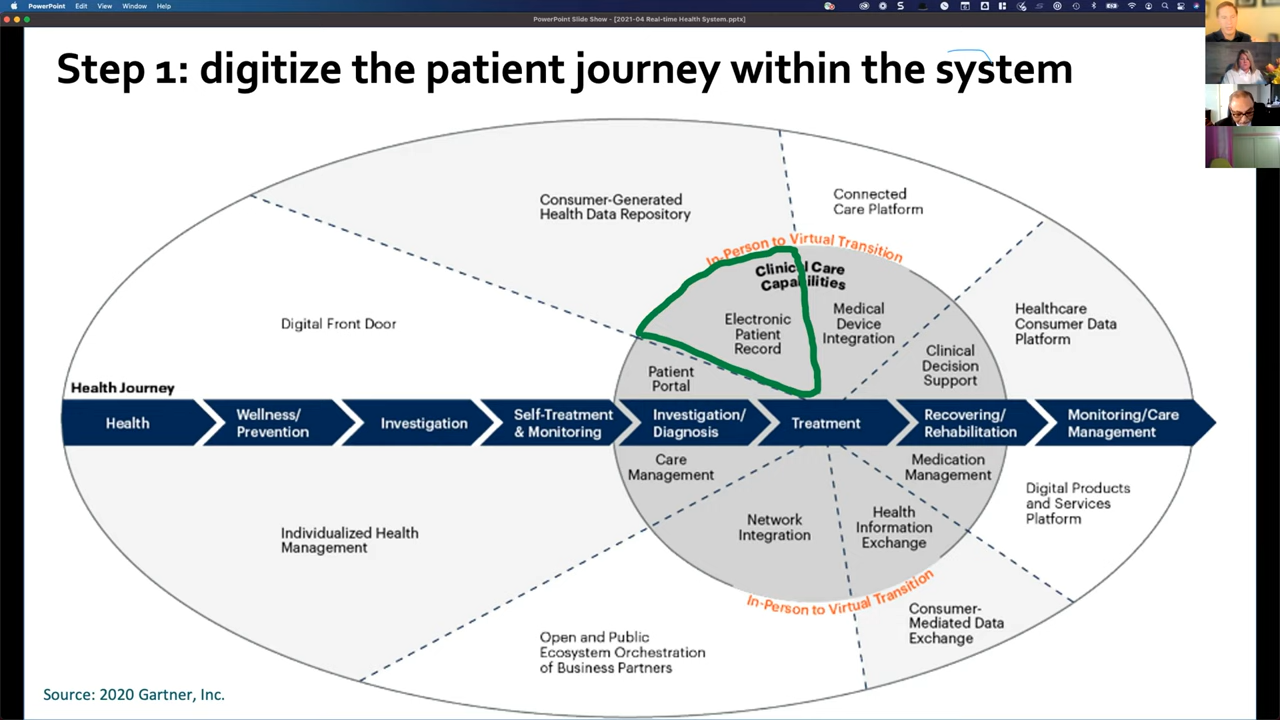 PowerPoint Edit View Window Help
PowerPoint Slide Show - [2021-04 Real-time Health System.pptx]
Step 1: digitize the patient journey within the system
Consumer-Generated
Health Data Repository
Connected
Care Platform
In-Person to Virtual Transition
Clinical Care
Capabilities
Digital Front Door
Electronic
Patient
Record
Medical
Device
Integration
Healthcare
Consumer Data
Platform
Clinical
Decision
Support
Patient
Portal
Health Journey
Health
Wellness/
Prevention
Investigation
Self-Treatment
& Monitoring
Investigation/
Diagnosis
Treatment
Recovering/
Rehabilitation
Monitoring/Care
Management
Care
Management
Medication
Management
Digital Products
and Services
Platform
Individualized Health
Management
Network
Integration
Health
Information
Exchange
In-Person to Virtual Transition
Open and Public
Ecosystem Orchestration
of Business Partners
Consumer-
Mediated Data
Exchange
Source: 2020 Gartner, Inc.